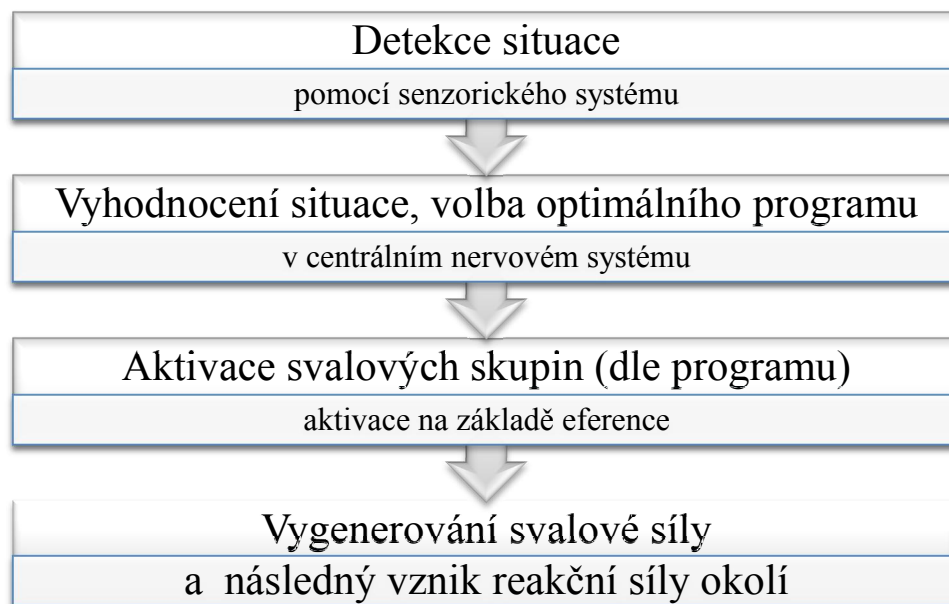 Detekce situace
pomocí senzorického systému
Vyhodnocení situace, volba optimálního programu
v centrálním nervovém systému
Aktivace svalových skupin (dle programu)
aktivace na základě eference
Vygenerování svalové síly
a následný vznik reakční síly okolí